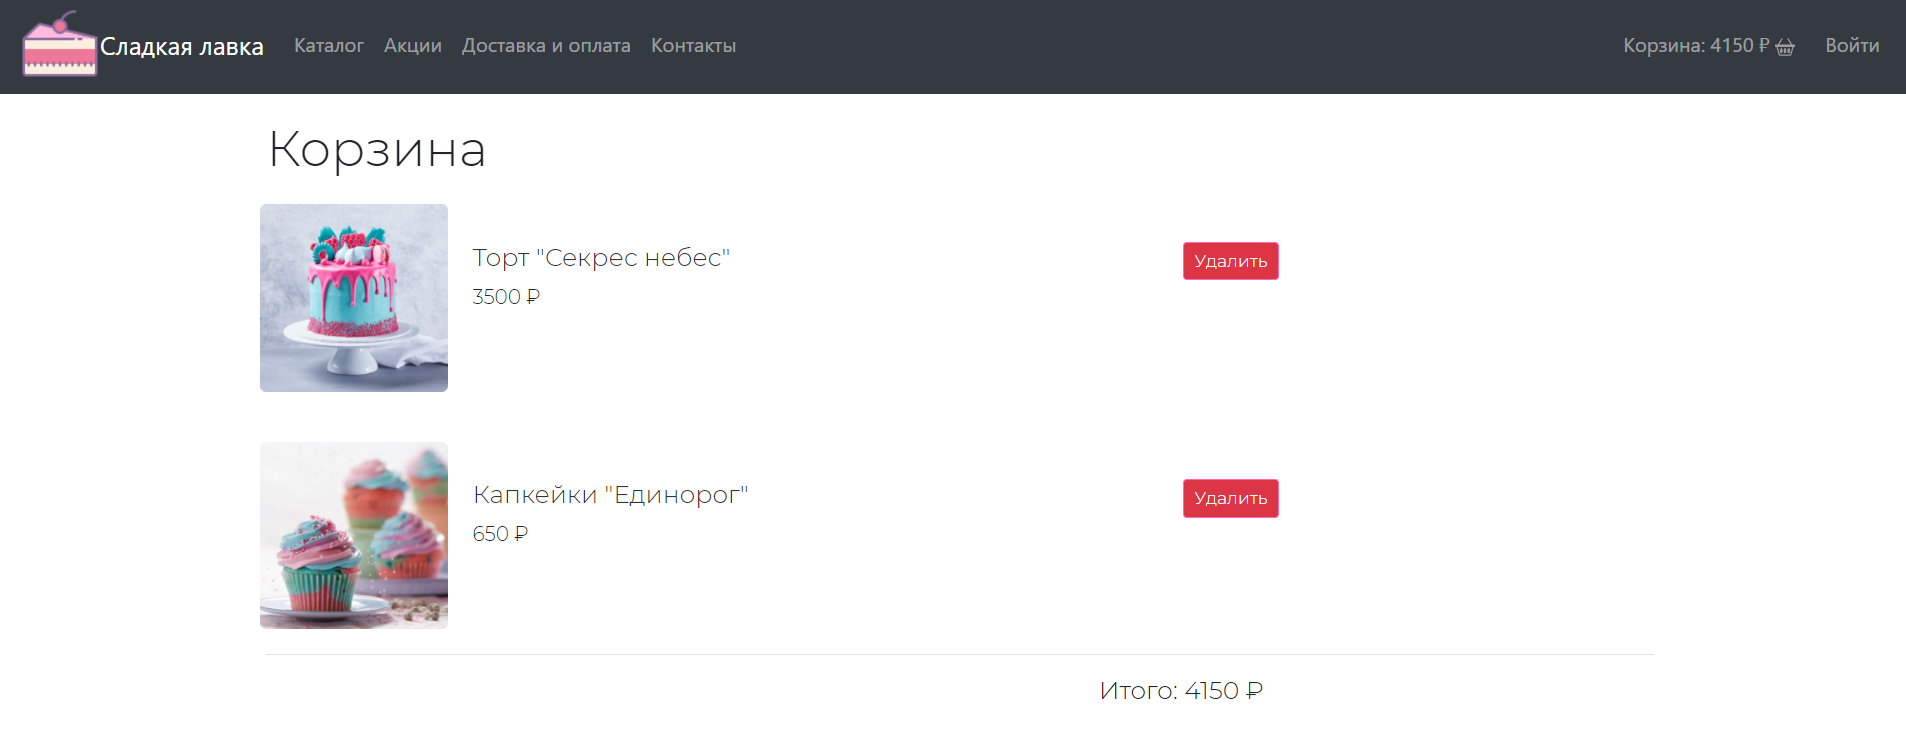 Сладкая лавка Каталог Акции Доставка и оплата Контакты Корзина: 4150 ₽ Войти
Корзина
Торт "Секрес небес"
Удалить
3500 ₽
Капкейки "Единорог"
Удалить
650 ₽
Итого: 4150 ₽